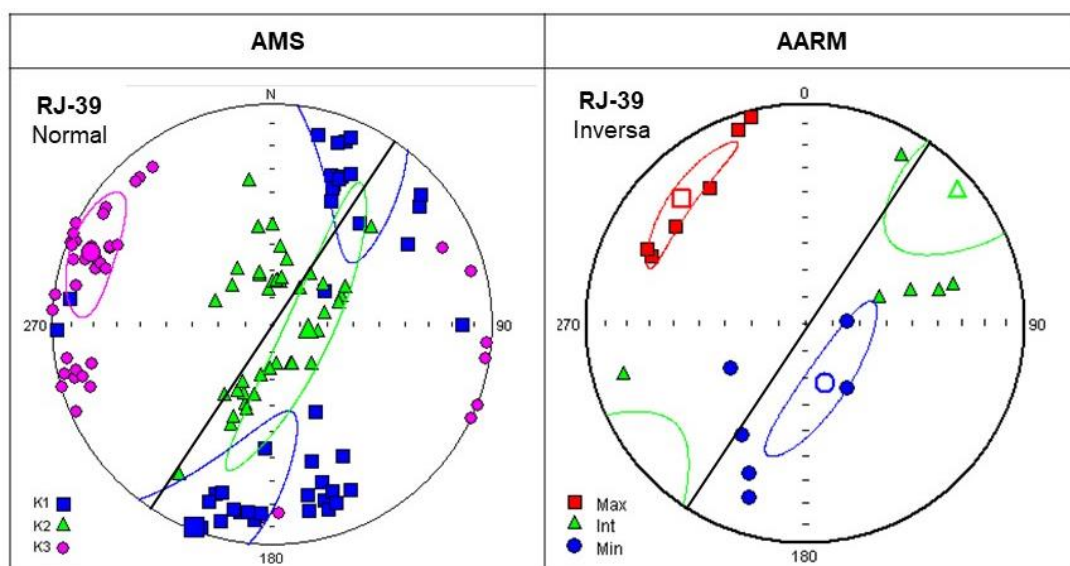 AMS
AARM
RJ-39
Normal
N
270
90
180
K1
K2
K3
RJ-39
Inversa
0
270
90
180
Max
Int
Min